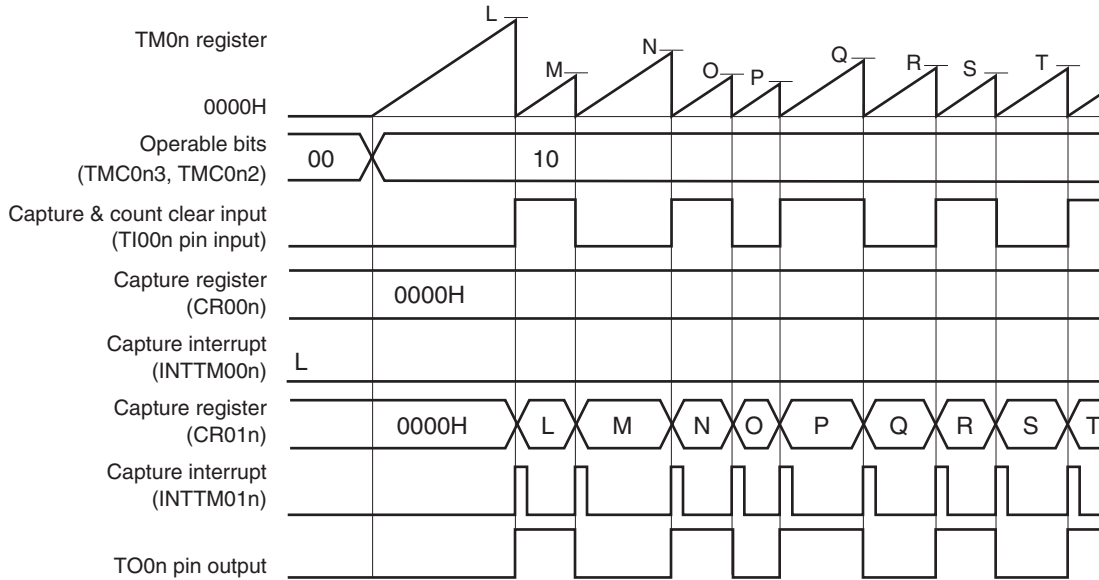 TM0n register
L
M
N
O
P
Q
R
S
T
0000H
Operable bits
(TMC0n3, TMC0n2)
00
10
Capture & count clear input
(TI00n pin input)
Capture register
(CR00n)
0000H
Capture interrupt
(INTTM00n)
L
Capture register
(CR01n)
0000H
L
M
N
O
P
Q
R
S
T
Capture interrupt
(INTTM01n)
TO0n pin output